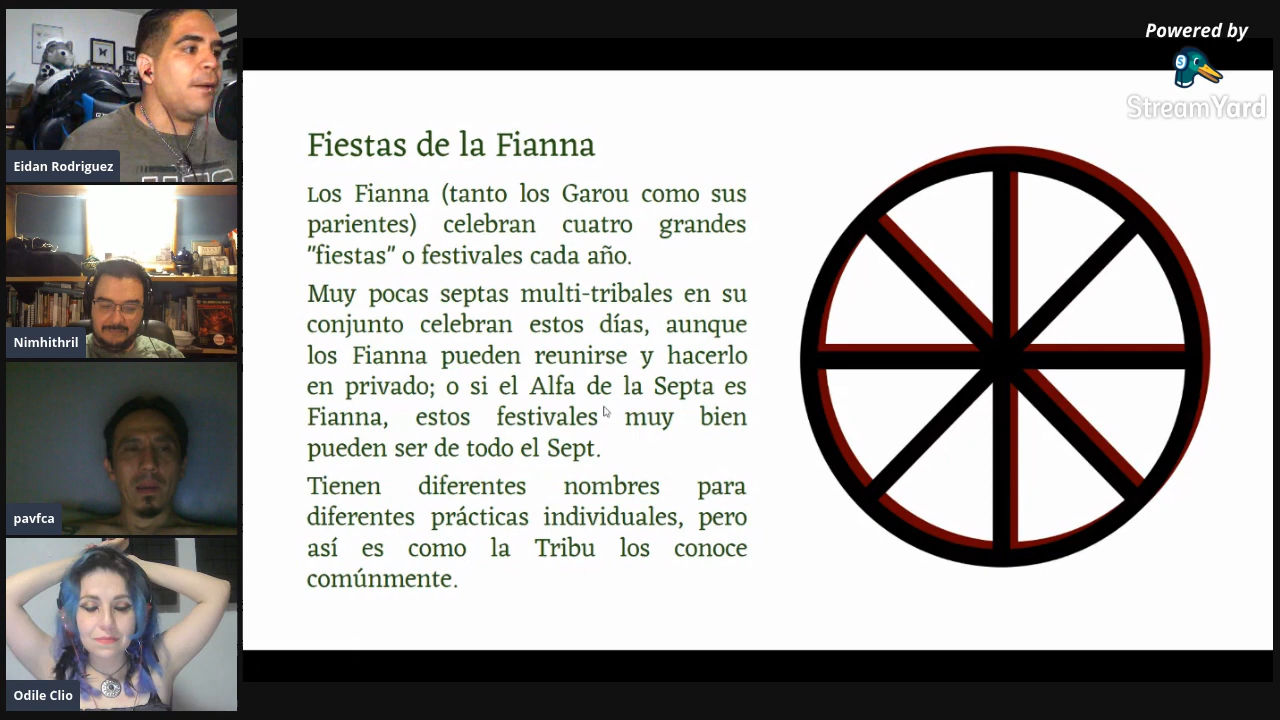 Powered by
StreamYard
Fiestas de la Fianna
Los Fianna (tanto los Garou como sus
parientes) celebran cuatro grandes
"fiestas" o festivales cada año.
Muy pocas septas multi-tribales en su
conjunto celebran estos días, aunque
los Fianna pueden reunirse y hacerlo
en privado; o si el Alfa de la Septa es
Fianna, estos festivales muy bien
pueden ser de todo el Sept.
Tienen diferentes nombres para
diferentes prácticas individuales, pero
así es como la Tribu los conoce
comúnmente.
Eidan Rodriguez
Nimhithril
pavfca
Odile Clio